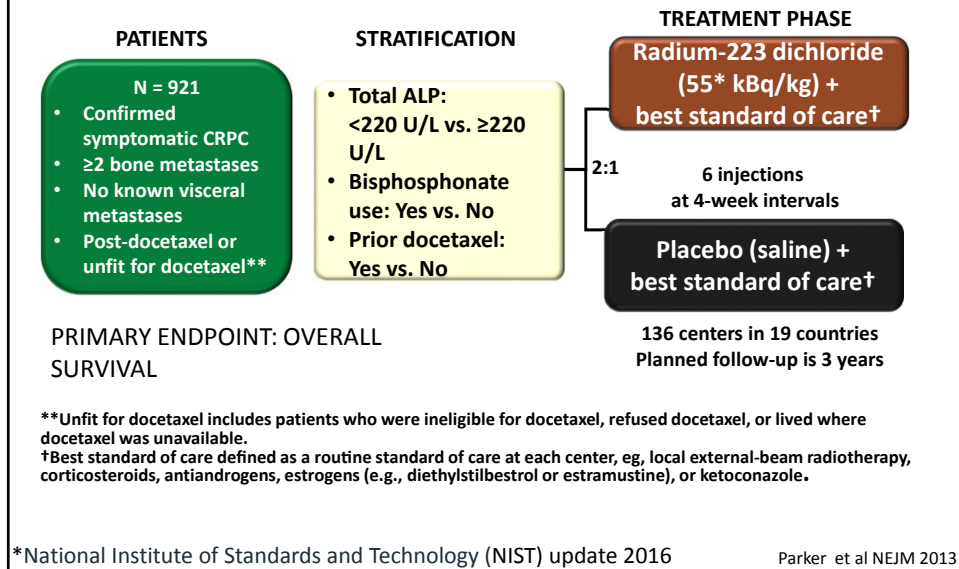 PATIENTS
N = 921
• Confirmed
symptomatic CRPC
• ≥2 bone metastases
• No known visceral
metastases
• Post-docetaxel or
unfit for docetaxel**
STRATIFICATION
• Total ALP:
<220 U/L vs. ≥220
U/L
• Bisphosphonate
use: Yes vs. No
• Prior docetaxel:
Yes vs. No
2:1
TREATMENT PHASE
Radium-223 dichloride
(55* kBq/kg) +
best standard of care†
6 injections
at 4-week intervals
Placebo (saline) +
best standard of care†
136 centers in 19 countries
Planned follow-up is 3 years
PRIMARY ENDPOINT: OVERALL
SURVIVAL
**Unfit for docetaxel includes patients who were ineligible for docetaxel, refused docetaxel, or lived where
docetaxel was unavailable.
†Best standard of care defined as a routine standard of care at each center, eg, local external-beam radiotherapy,
corticosteroids, antiandrogens, estrogens (e.g., diethylstilbestrol or estramustine), or ketoconazole.
*National Institute of Standards and Technology (NIST) update 2016
Parker et al NEJM 2013